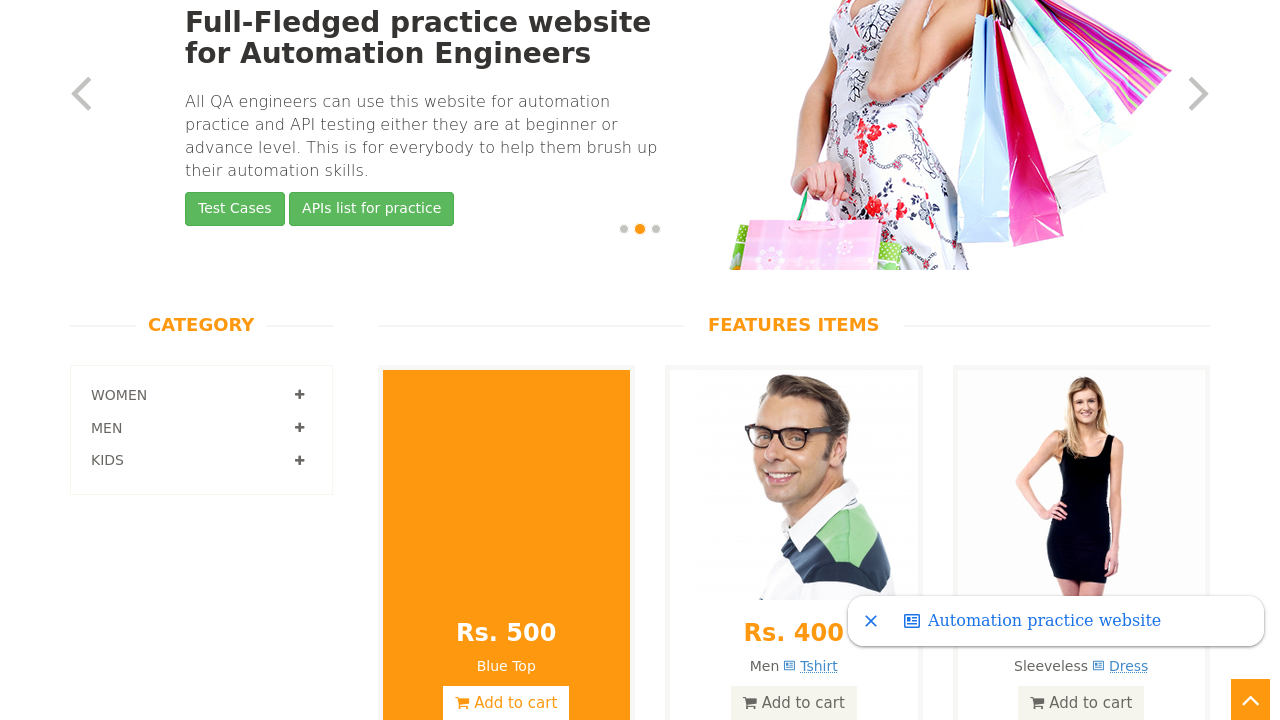 Full-Fledged practice website
for Automation Engineers
All QA engineers can use this website for automation
practice and API testing either they are at beginner or
advance level. This is for everybody to help them brush up
their automation skills.
Test Cases
APIs list for practice
CATEGORY
WOMEN
MEN
KIDS
FEATURES ITEMS
Rs. 500
Blue Top
Add to cart
Rs. 400
Men Tshirt
Add to cart
Automation practice website
Sleeveless Dress
Add to cart